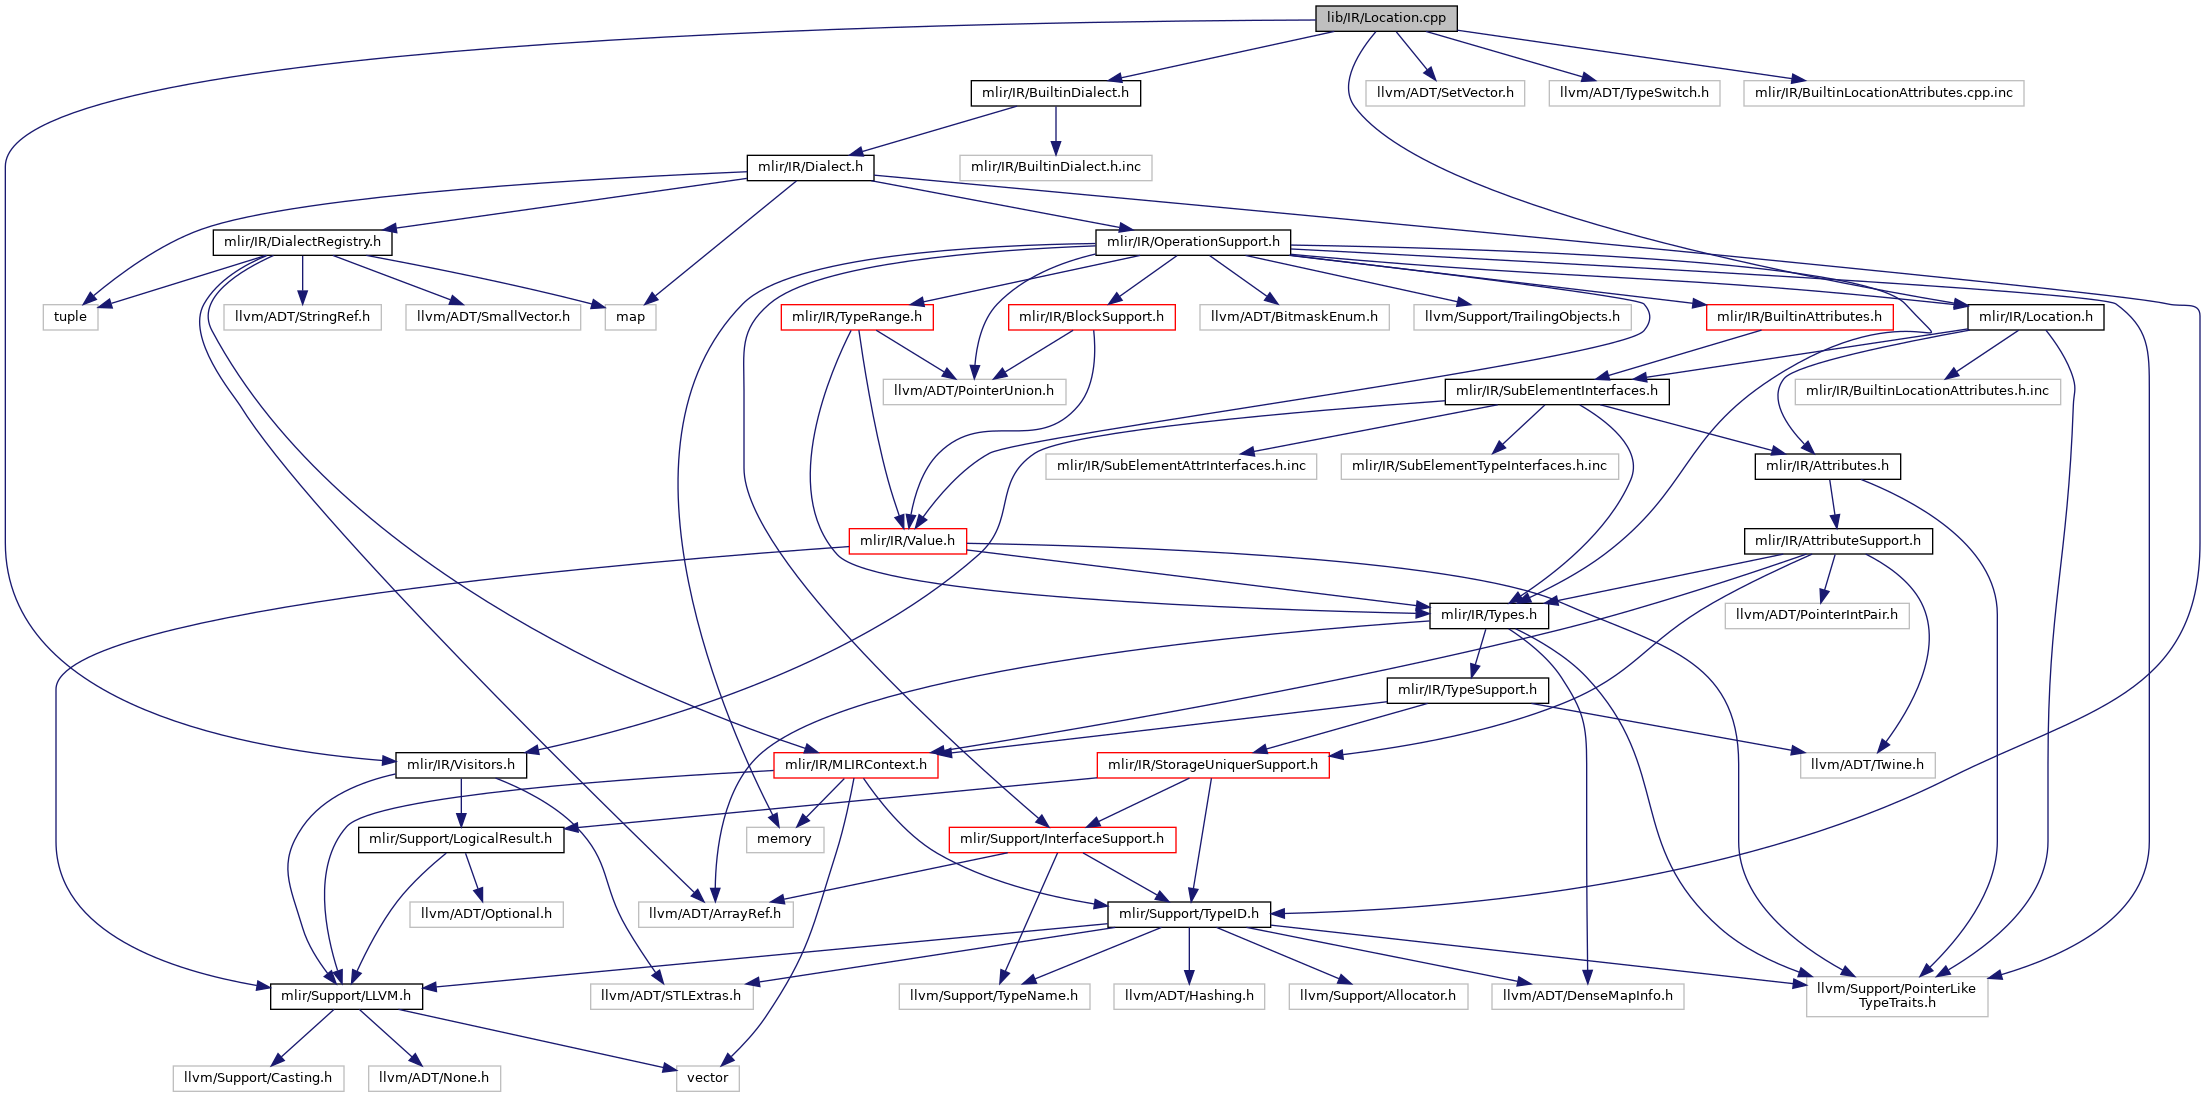 lib/IR/Location.cpp
mlir/IR/BuiltinDialect.h
llvm/ADT/SetVector.h
llvm/ADT/TypeSwitch.h
mlir/IR/BuiltinLocationAttributes.cpp.inc
mlir/IR/Dialect.h
mlir/IR/BuiltinDialect.h.inc
mlir/IR/DialectRegistry.h
mlir/IR/OperationSupport.h
tuple
llvm/ADT/StringRef.h
llvm/ADT/SmallVector.h
map
mlir/IR/TypeRange.h
mlir/IR/BlockSupport.h
llvm/ADT/BitmaskEnum.h
llvm/Support/TrailingObjects.h
mlir/IR/BuiltinAttributes.h
mlir/IR/Location.h
llvm/ADT/PointerUnion.h
mlir/IR/SubElementInterfaces.h
mlir/IR/BuiltinLocationAttributes.h.inc
mlir/IR/SubElementAttrInterfaces.h.inc
mlir/IR/SubElementTypeInterfaces.h.inc
mlir/IR/Attributes.h
mlir/IR/Value.h
mlir/IR/AttributeSupport.h
mlir/IR/Types.h
llvm/ADT/PointerIntPair.h
mlir/IR/TypeSupport.h
mlir/IR/Visitors.h
mlir/IR/MLIRContext.h
mlir/IR/StorageUniquerSupport.h
llvm/ADT/Twine.h
mlir/Support/LogicalResult.h
memory
mlir/Support/InterfaceSupport.h
llvm/ADT/Optional.h
llvm/ADT/ArrayRef.h
mlir/Support/TypeID.h
mlir/Support/LLVM.h
llvm/ADT/STLExtras.h
llvm/Support/TypeName.h
llvm/ADT/Hashing.h
llvm/Support/Allocator.h
llvm/ADT/DenseMapInfo.h
llvm/Support/PointerLike
TypeTraits.h
llvm/Support/Casting.h
llvm/ADT/None.h
vector